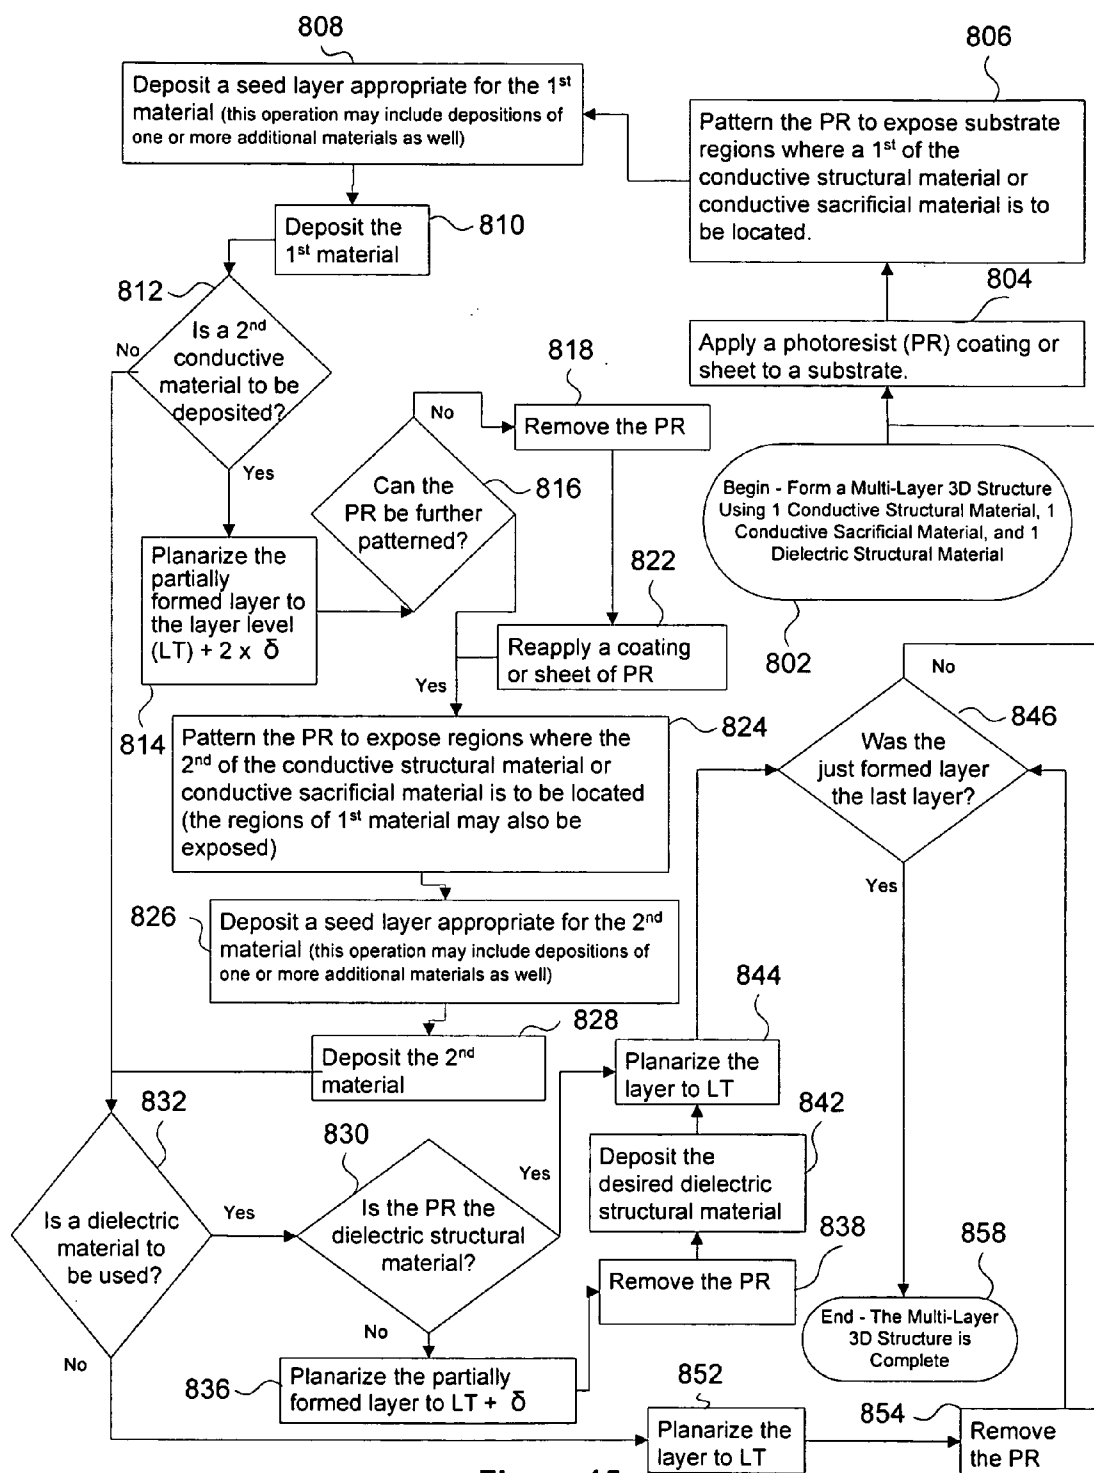 808
Deposit a seed layer appropriate for the 1st
material (this operation may include depositions of
one or more additional materials as well)
806
Pattern the PR to expose substrate
regions where a 1st of the
conductive structural material or
conductive sacrificial material is to
be located.
Deposit the
1st material
810
804
Apply a photoresist (PR) coating or
sheet to a substrate.
812
Is a 2nd
conductive
material to be
deposited?
No
Yes
818
Remove the PR
No
Can the
PR be further
patterned?
816
Begin - Form a Multi-Layer 3D Structure
Using 1 Conductive Structural Material, 1
Conductive Sacrificial Material, and 1
Dielectric Structural Material
802
Planarize the
partially
formed layer to
the layer level
(LT) + 2 x δ
814
822
Reapply a coating
or sheet of PR
Yes
824
Pattern the PR to expose regions where the
2nd of the conductive structural material or
conductive sacrificial material is to be located
(the regions of 1st material may also be
exposed)
No
846
Was the
just formed layer
the last layer?
Yes
826
Deposit a seed layer appropriate for the 2nd
material (this operation may include depositions of
one or more additional materials as well)
828
Deposit the 2nd
material
844
Planarize the
layer to LT
832
Is a dielectric
material to
be used?
Yes
No
830
Is the PR the
dielectric structural
material?
Yes
No
842
Deposit the
desired dielectric
structural material
838
Remove the PR
858
End - The Multi-Layer
3D Structure is
Complete
836
Planarize the partially
formed layer to LT + δ
852
Planarize the
layer to LT
854
Remove
the PR